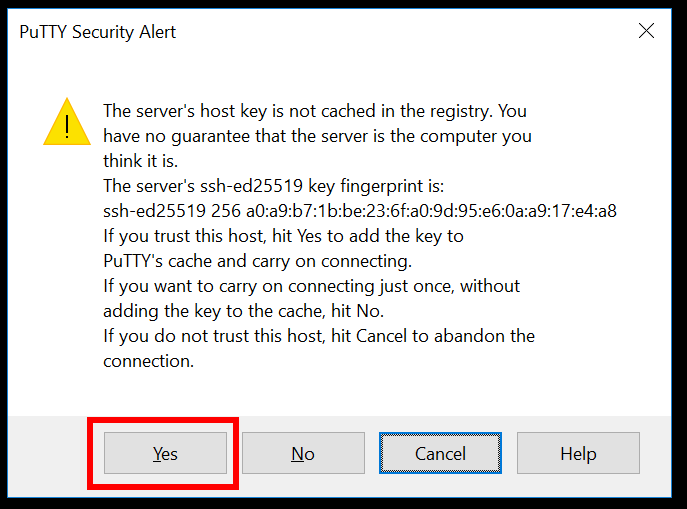 PuTTY Security Alert
The server's host key is not cached in the registry. You
have no guarantee that the server is the computer you
think it is.
The server's ssh-ed25519 key fingerprint is:
ssh-ed25519 256 a0:a9:b7:1b:be:23:6f:a0:9d:95:e6:0a:a9:17:e4:a8
If you trust this host, hit Yes to add the key to
PuTTY's cache and carry on connecting.
If you want to carry on connecting just once, without
adding the key to the cache, hit No.
If you do not trust this host, hit Cancel to abandon the
connection.
Yes No Cancel Help